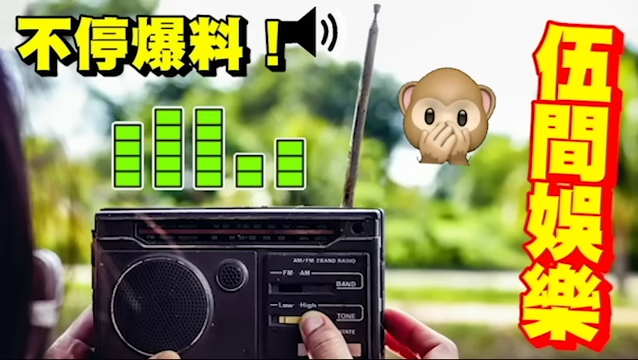 不停爆料！
伍間娛樂
AM/FM 2 BAND RADIO
FM AM
BAND
Low High
TONE
STATE